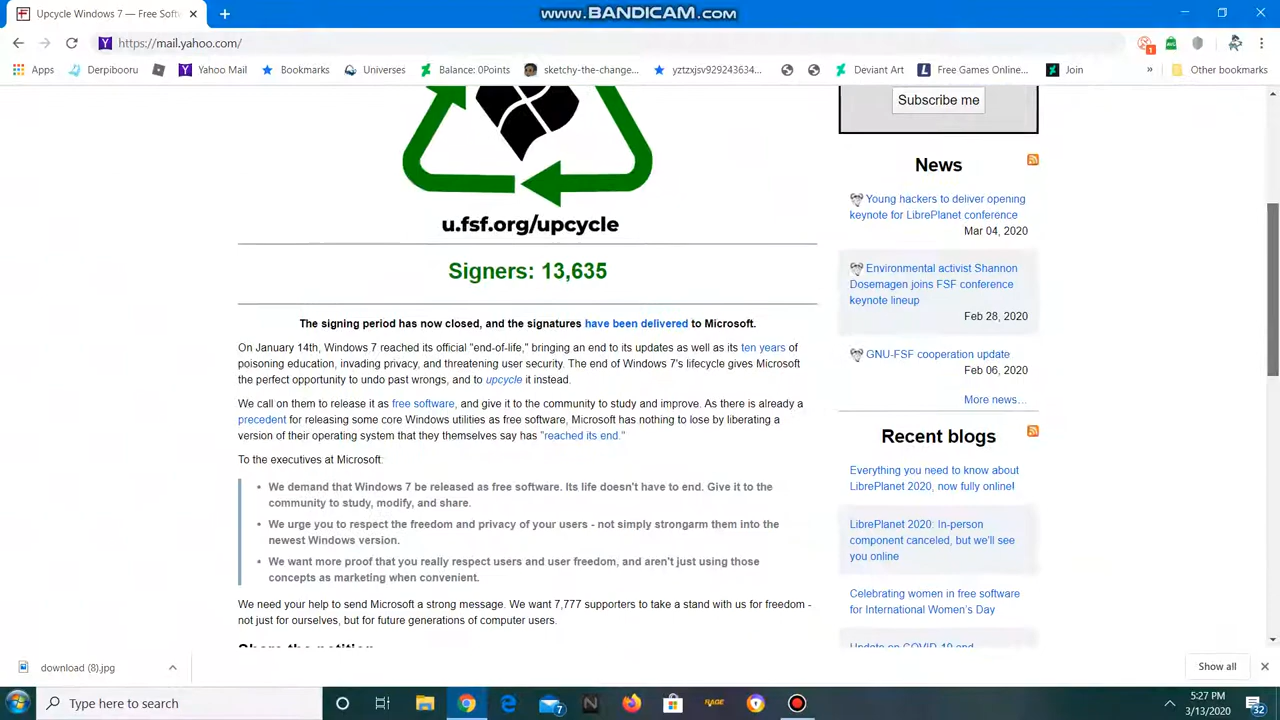 Upcycle Windows 7 — Free Soft
www.BANDICAM.com
https://mail.yahoo.com/
1
Apps
Derpibooru
Yahoo Mail
Bookmarks
Universes
Balance: 0Points
sketchy-the-change...
yztzxjsv929243634...
Deviant Art
Free Games Online...
Join
»
Other bookmarks
Subscribe me
u.fsf.org/upcycle
Signers: 13,635
The signing period has now closed, and the signatures have been delivered to Microsoft.
On January 14th, Windows 7 reached its official "end-of-life," bringing an end to its updates as well as its ten years of
poisoning education, invading privacy, and threatening user security. The end of Windows 7's lifecycle gives Microsoft
the perfect opportunity to undo past wrongs, and to upcycle it instead.
We call on them to release it as free software, and give it to the community to study and improve. As there is already a
precedent for releasing some core Windows utilities as free software, Microsoft has nothing to lose by liberating a
version of their operating system that they themselves say has "reached its end."
To the executives at Microsoft:
• We demand that Windows 7 be released as free software. Its life doesn't have to end. Give it to the
community to study, modify, and share.
• We urge you to respect the freedom and privacy of your users - not simply strongarm them into the
newest Windows version.
• We want more proof that you really respect users and user freedom, and aren't just using those
concepts as marketing when convenient.
We need your help to send Microsoft a strong message. We want 7,777 supporters to take a stand with us for freedom -
not just for ourselves, but for future generations of computer users.
Share the petition
News
Young hackers to deliver opening
keynote for LibrePlanet conference
Mar 04, 2020
Environmental activist Shannon
Dosemagen joins FSF conference
keynote lineup
Feb 28, 2020
GNU-FSF cooperation update
Feb 06, 2020
More news…
Recent blogs
Everything you need to know about
LibrePlanet 2020, now fully online!
LibrePlanet 2020: In-person
component canceled, but we'll see
you online
Celebrating women in free software
for International Women's Day
Update on COVID-19 and
download (8).jpg
Show all
Type here to search
7
RAGE
5:27 PM
3/13/2020
32